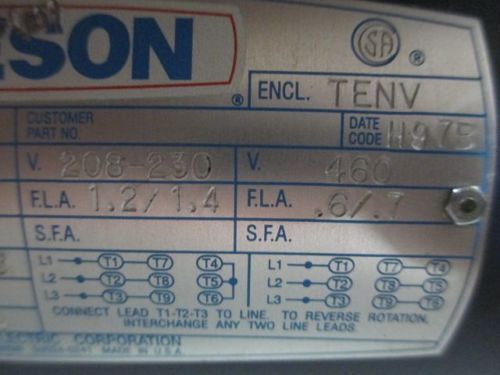 ESON ®
CSA ®
ENCL. TENV
CUSTOMER
PART NO.
DATE
CODE H97E
V. 208-230 V. 460
F.L.A. 1.2/1.4 F.L.A. .6/.7
S.F.A. S.F.A.
L1 T1 T7 T4 L1 T1 T7 T4
L2 T2 T8 T5 L2 T2 T8 T5
L3 T3 T9 T6 L3 T3 T9 T6
CONNECT LEAD T1-T2-T3 TO LINE. TO REVERSE ROTATION,
INTERCHANGE ANY TWO LINE LEADS.
ELECTRIC CORPORATION
MADE IN U.S.A.